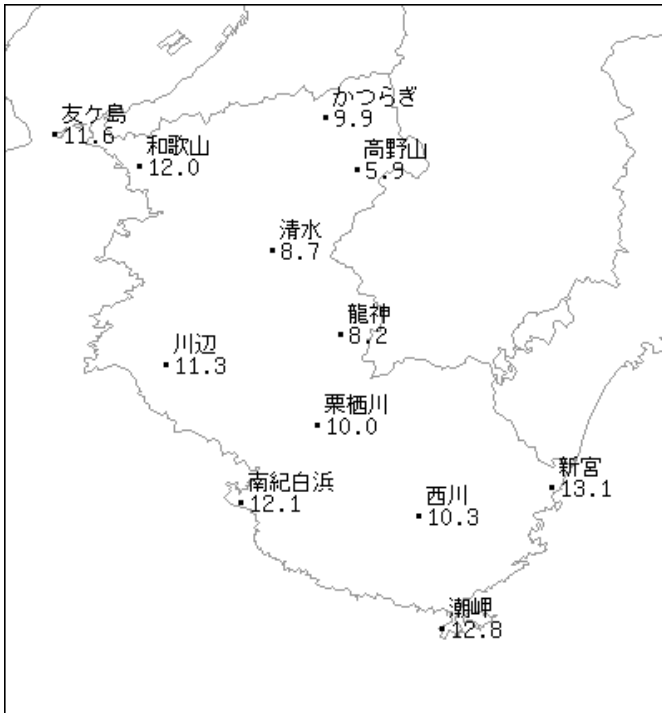 かつらぎ
9.9
友ケ島
11.6
和歌山
12.0
高野山
5.9
清水
8.7
龍神
8.2
川辺
11.3
栗栖川
10.0
新宮
13.1
南紀白浜
12.1
西川
10.3
潮岬
12.8